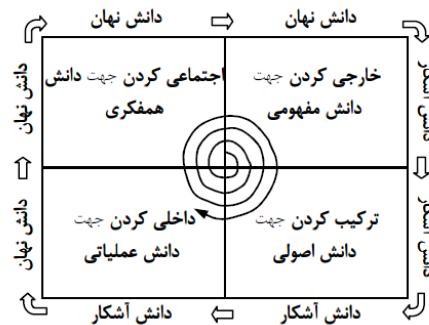 دانش نهان
دانش نهان
خارجی کردن جهت
دانش مفهومی
اجتماعی کردن جهت دانش
همفکری
دانش آشکار
دانش نهان
ترکیب کردن جهت
دانش اصولی
داخلی کردن جهت
دانش عملیاتی
دانش آشکار
دانش نهان
دانش آشکار
دانش آشکار